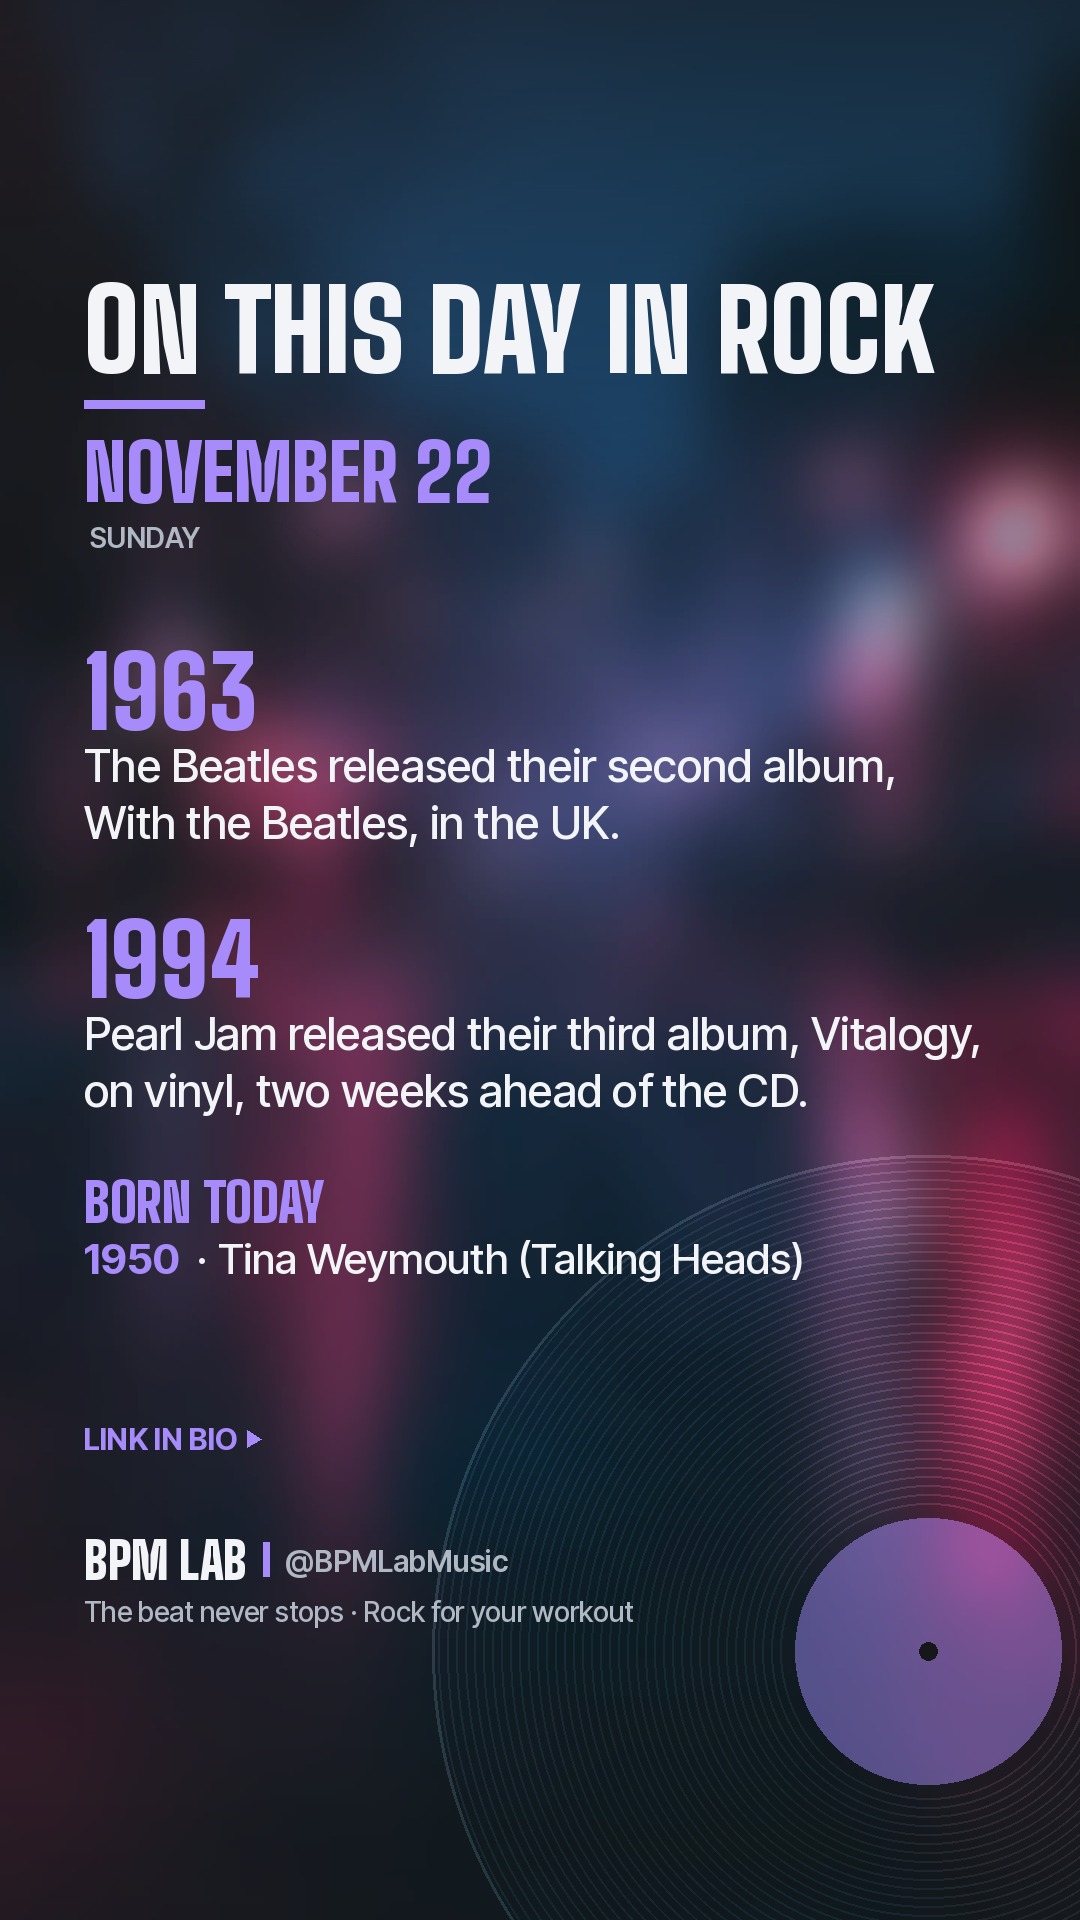 ON THIS DAY IN ROCK
NOVEMBER 22
SUNDAY
1963
The Beatles released their second album,
With the Beatles, in the UK.
1994
Pearl Jam released their third album, Vitalogy,
on vinyl, two weeks ahead of the CD.
BORN TODAY
1950 · Tina Weymouth (Talking Heads)
LINK IN BIO ▶
BPM LAB | @BPMLabMusic
The beat never stops · Rock for your workout